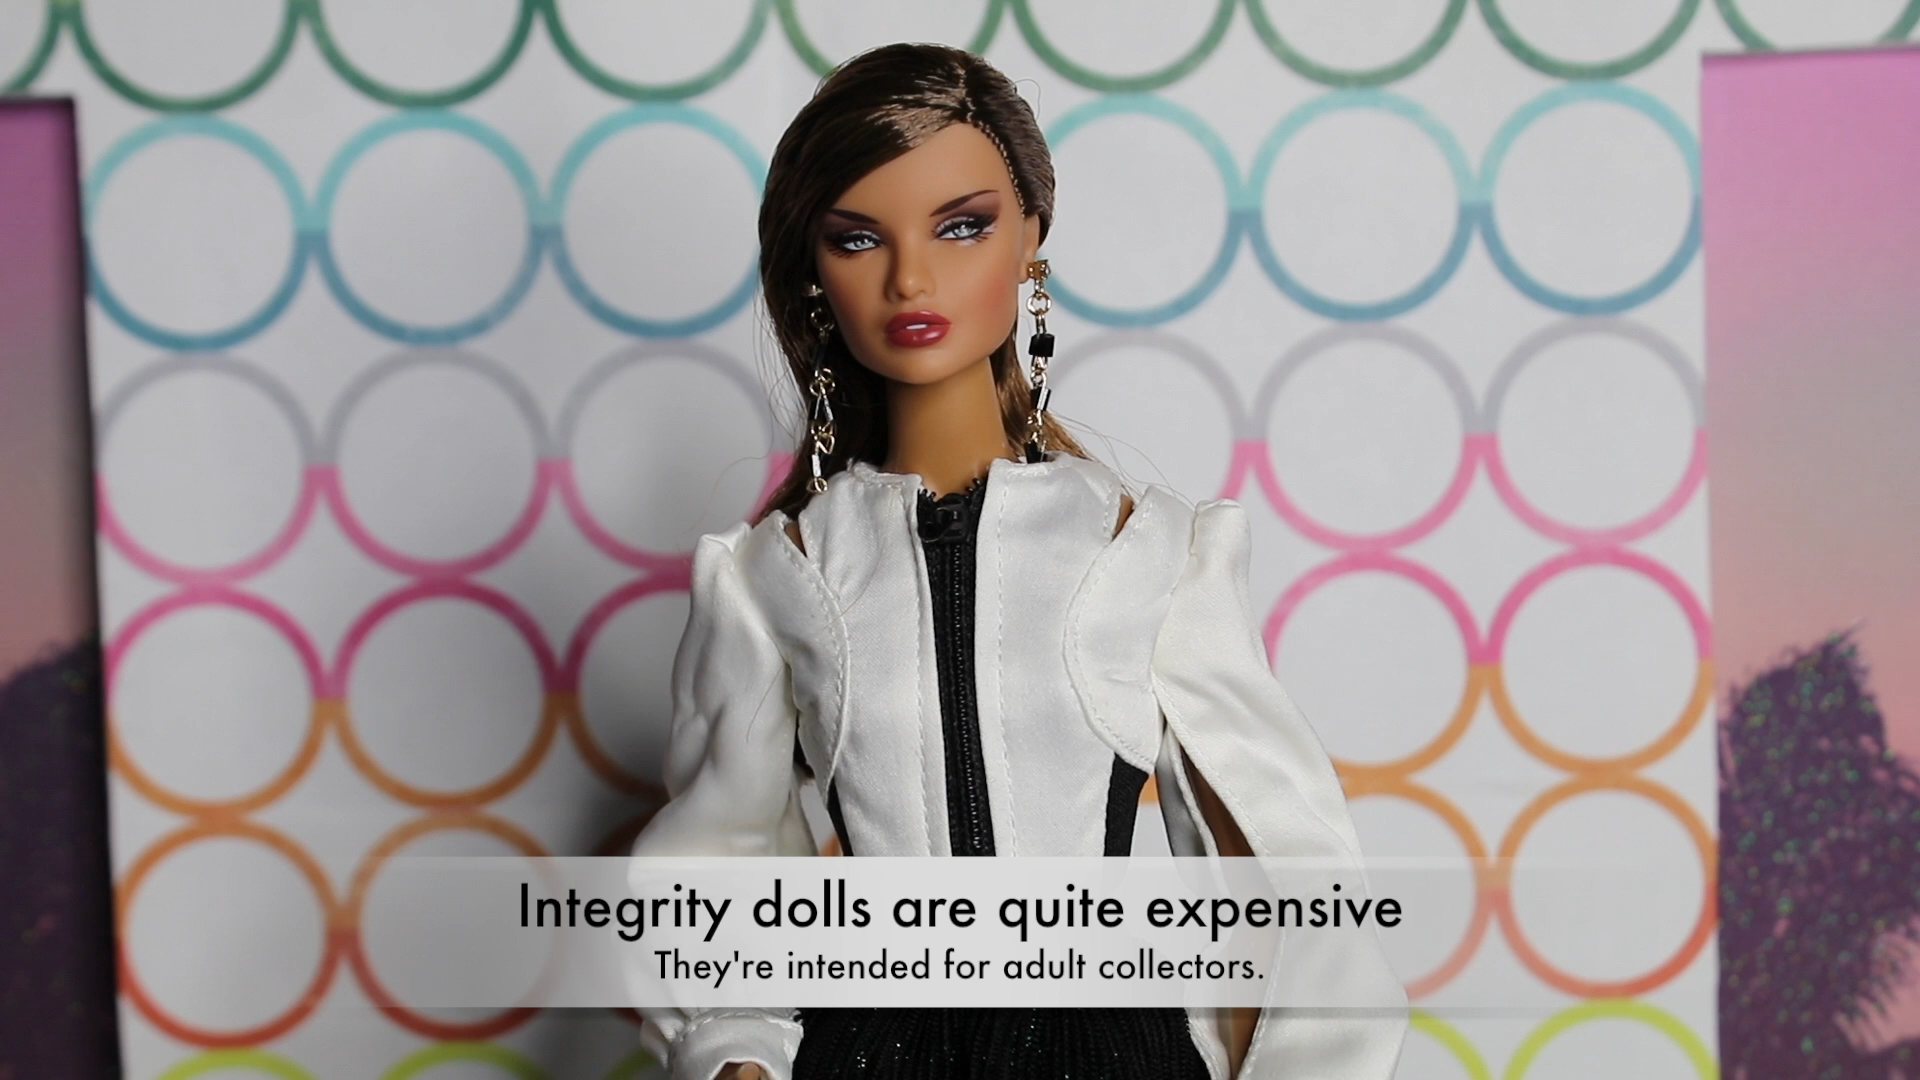 Integrity dolls are quite expensive
They're intended for adult collectors.